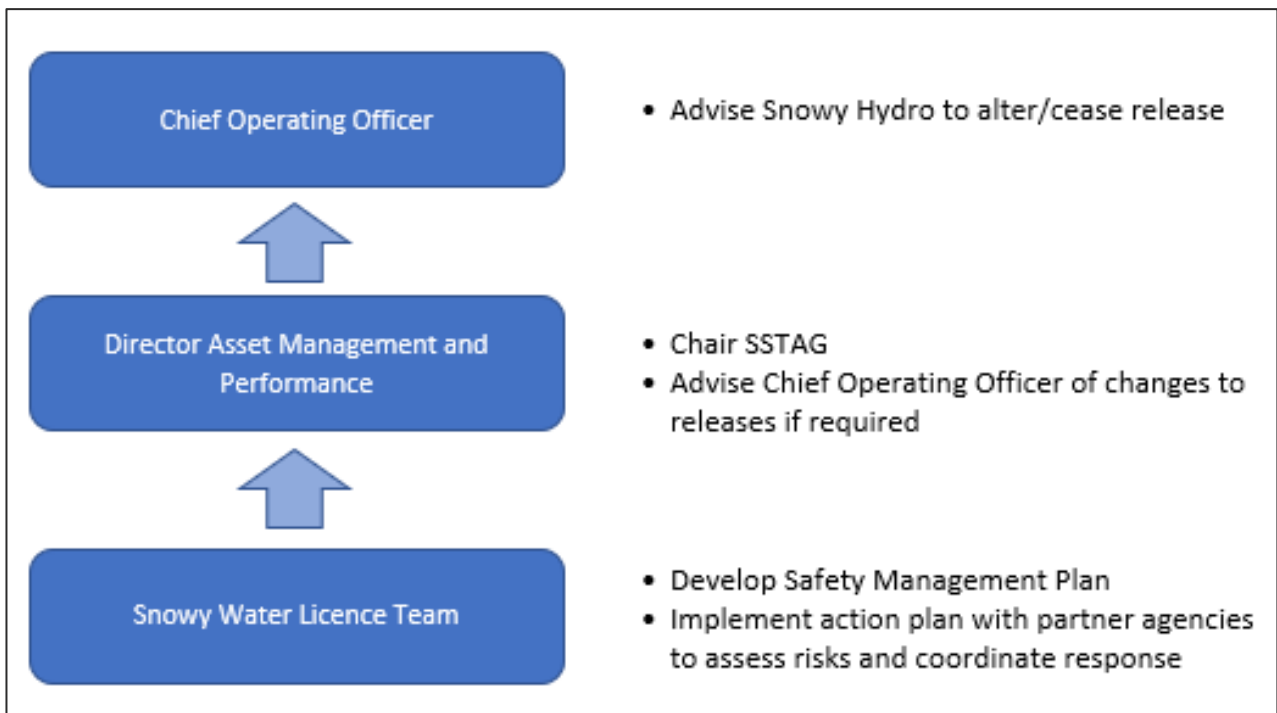 Chief Operating Officer
• Advise Snowy Hydro to alter/cease release
Director Asset Management and
Performance
• Chair SSTAG
• Advise Chief Operating Officer of changes to
releases if required
Snowy Water Licence Team
• Develop Safety Management Plan
• Implement action plan with partner agencies
to assess risks and coordinate response